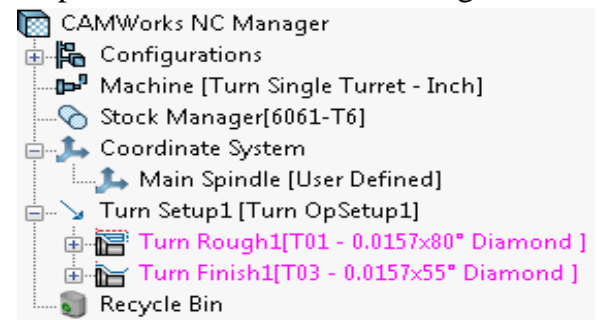 CAMWorks NC Manager
Configurations
Machine [Turn Single Turret - Inch]
Stock Manager[6061-T6]
Coordinate System
Main Spindle [User Defined]
Turn Setup1 [Turn OpSetup1]
Turn Rough1[T01 - 0.0157x80° Diamond ]
Turn Finish1[T03 - 0.0157x55° Diamond ]
Recycle Bin